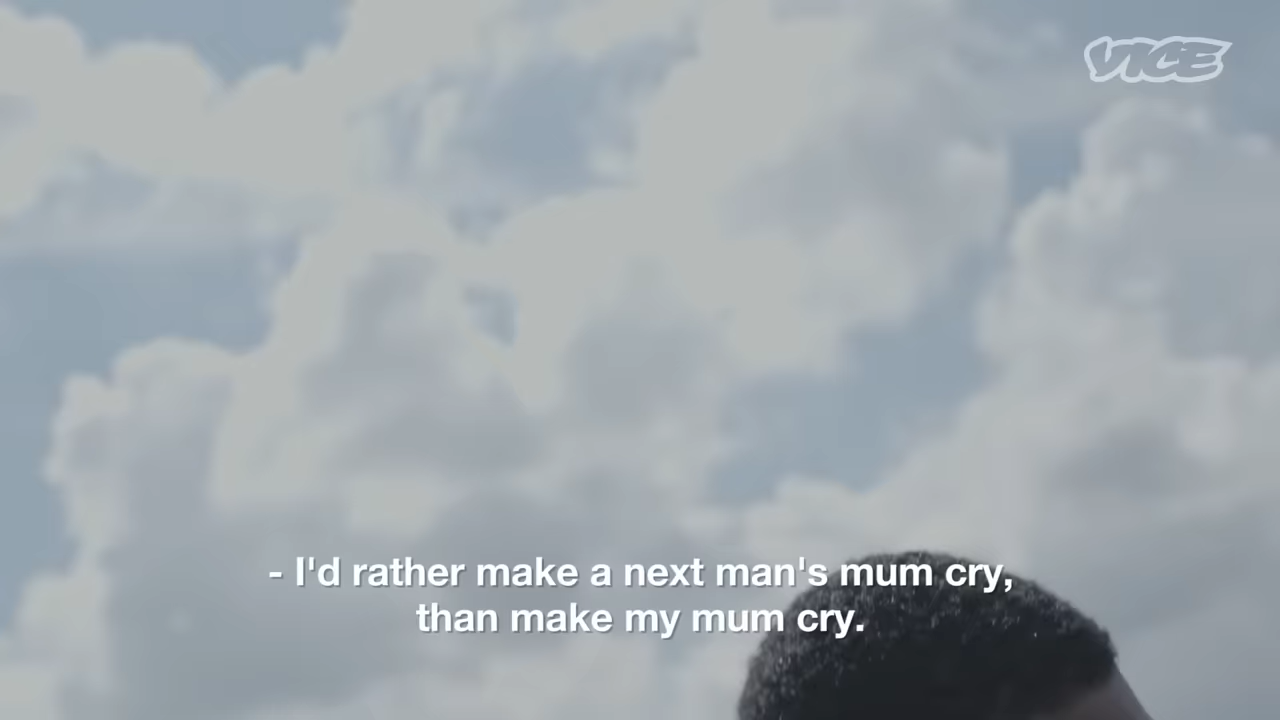 VICE
- I'd rather make a next man's mum cry,
than make my mum cry.